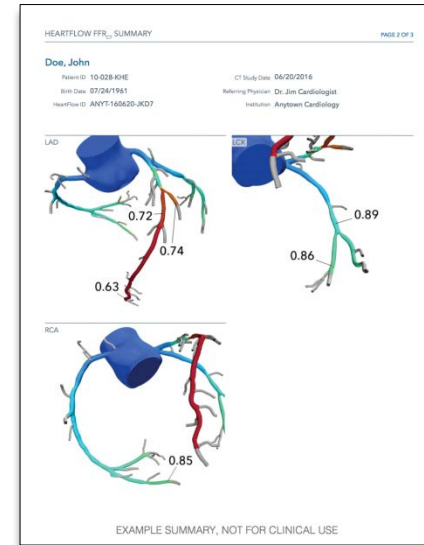 HEARTFLOW FFRCT SUMMARY PAGE 2 OF 3
Doe, John
Patient ID 10-028-KHE
Birth Date 07/24/1961
HeartFlow ID ANYT-160620-JKD7
CT Study Date 06/20/2016
Referring Physician Dr. Jim Cardiologist
Institution Anytown Cardiology
LAD
0.72
0.74
0.63
LCX
0.89
0.86
RCA
0.85
EXAMPLE SUMMARY, NOT FOR CLINICAL USE